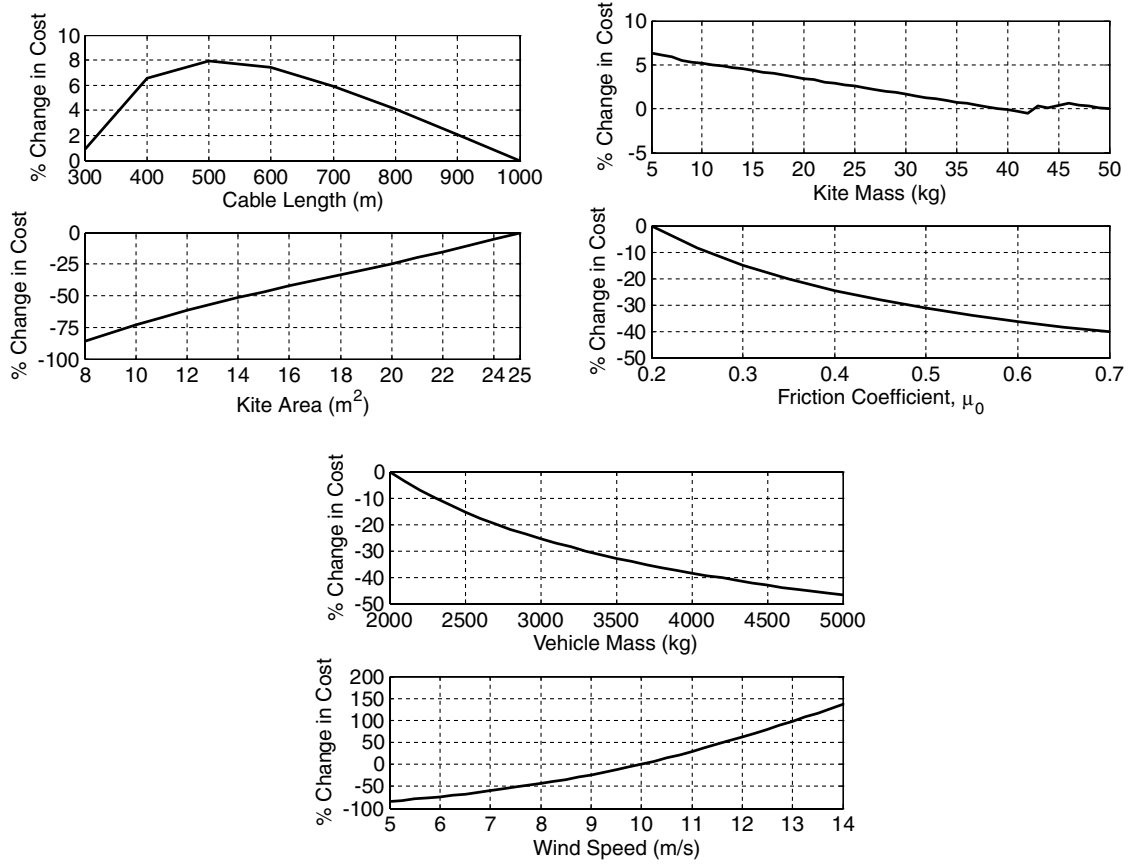 % Change in Cost
10
8
6
4
2
0
300 400 500 600 700 800 900 1000
Cable Length (m)
% Change in Cost
10
5
0
-5
5 10 15 20 25 30 35 40 45 50
Kite Mass (kg)
% Change in Cost
0
-25
-50
-75
-100
8 10 12 14 16 18 20 22 24 25
Kite Area (m²)
% Change in Cost
0
-10
-20
-30
-40
-50
0.2 0.3 0.4 0.5 0.6 0.7
Friction Coefficient, μ₀
% Change in Cost
0
-10
-20
-30
-40
-50
2000 2500 3000 3500 4000 4500 5000
Vehicle Mass (kg)
% Change in Cost
200
150
100
50
0
-50
-100
5 6 7 8 9 10 11 12 13 14
Wind Speed (m/s)